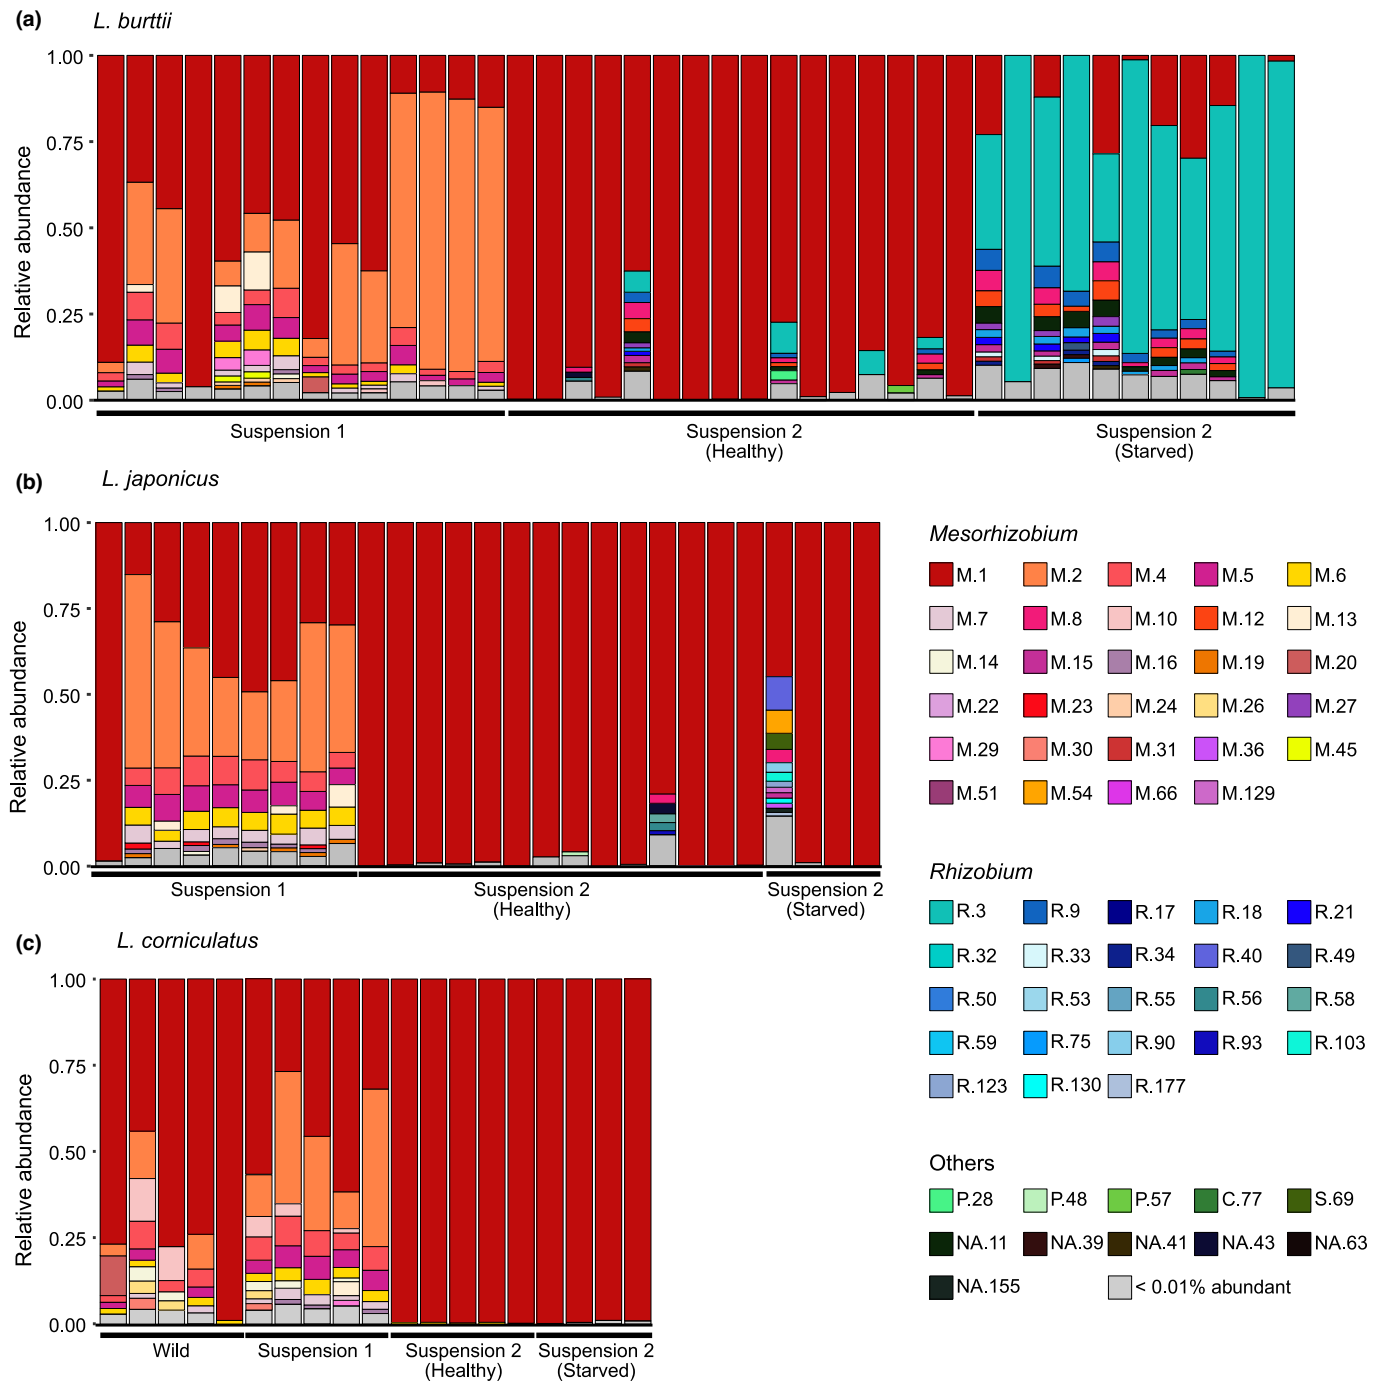 (a)
L. burttii
1.00
0.75
0.50
0.25
0.00
Relative abundance
Suspension 1
Suspension 2
(Healthy)
Suspension 2
(Starved)
(b)
L. japonicus
1.00
0.75
0.50
0.25
0.00
Relative abundance
Suspension 1
Suspension 2
(Healthy)
Suspension 2
(Starved)
(c)
L. corniculatus
1.00
0.75
0.50
0.25
0.00
Relative abundance
Wild
Suspension 1
Suspension 2
(Healthy)
Suspension 2
(Starved)
Mesorhizobium
M.1 M.2 M.4 M.5 M.6
M.7 M.8 M.10 M.12 M.13
M.14 M.15 M.16 M.19 M.20
M.22 M.23 M.24 M.26 M.27
M.29 M.30 M.31 M.36 M.45
M.51 M.54 M.66 M.129
Rhizobium
R.3 R.9 R.17 R.18 R.21
R.32 R.33 R.34 R.40 R.49
R.50 R.53 R.55 R.56 R.58
R.59 R.75 R.90 R.93 R.103
R.123 R.130 R.177
Others
P.28 P.48 P.57 C.77 S.69
NA.11 NA.39 NA.41 NA.43 NA.63
NA.155 < 0.01% abundant